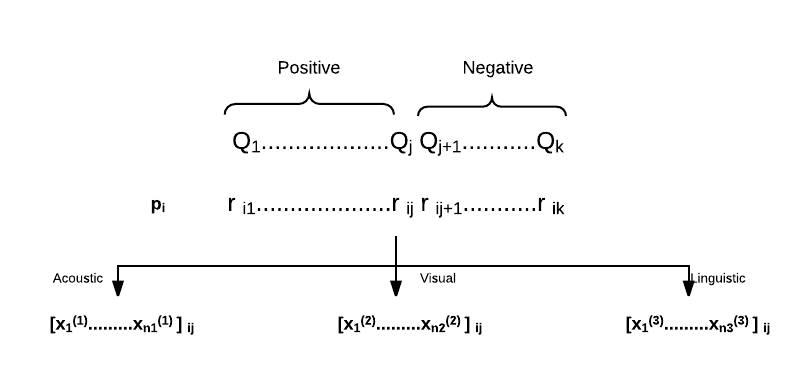 Positive Negative
Q1...................Qj Qj+1...........Qk
pi r i1....................r ij r ij+1...........r ik
Acoustic Visual Linguistic
[x1(1).........xn1(1) ] ij [x1(2).........xn2(2) ] ij [x1(3).........xn3(3) ] ij